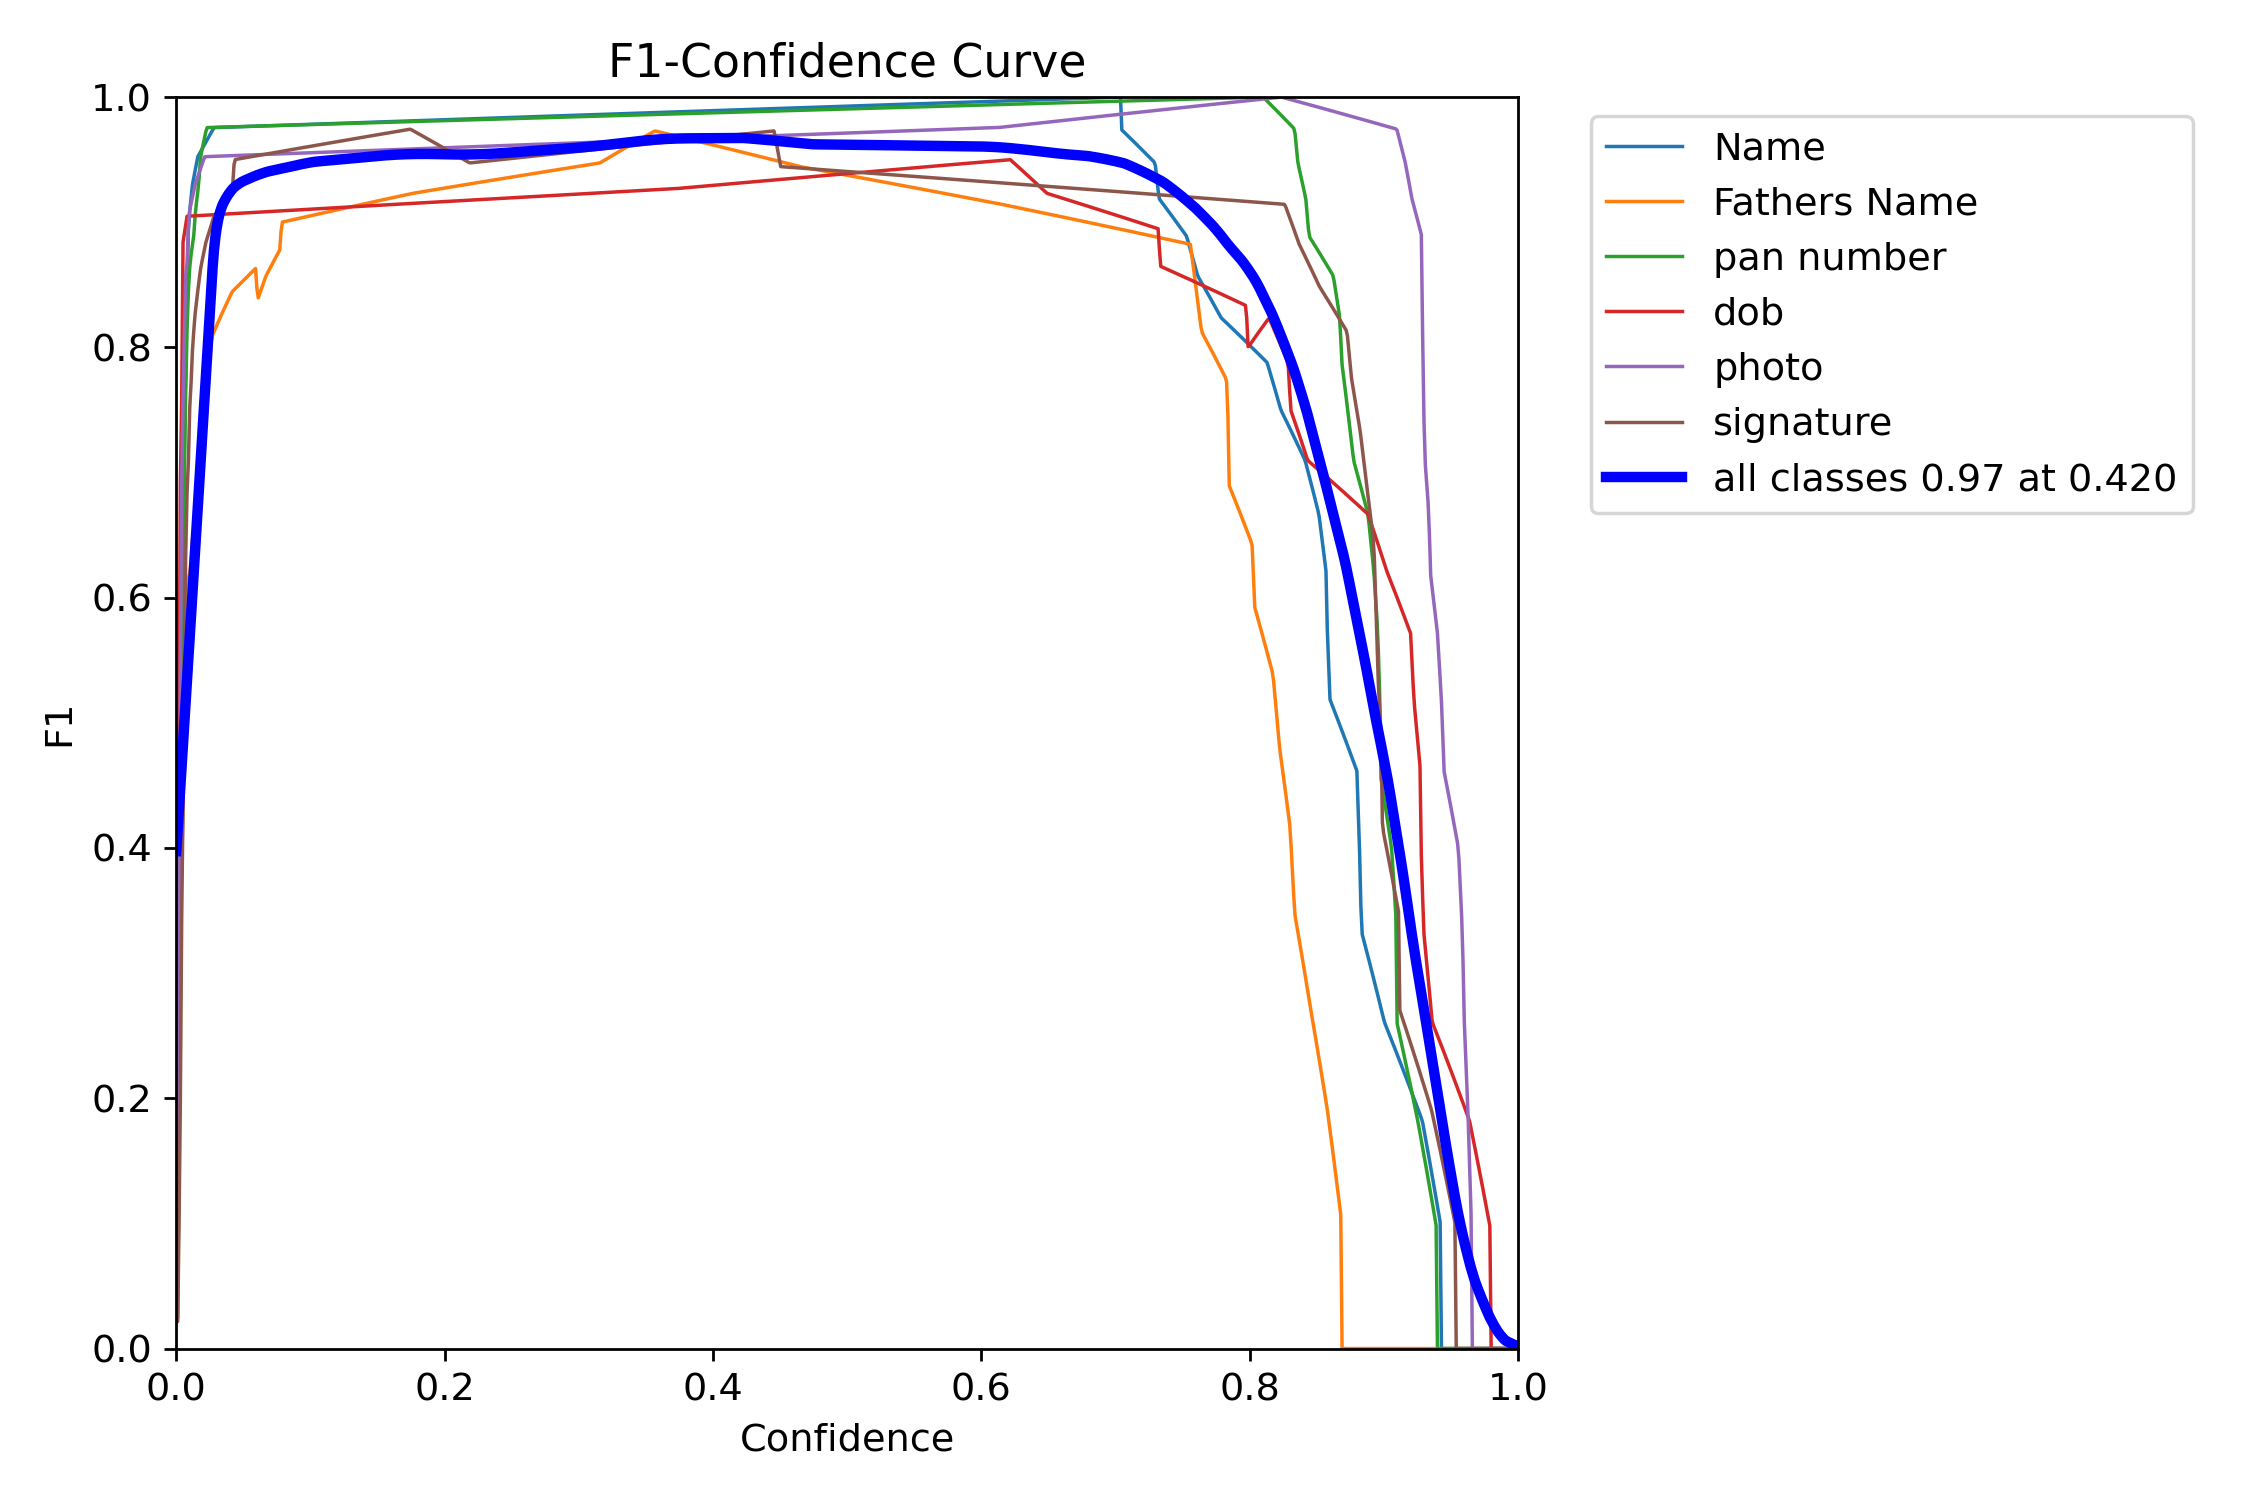 F1-Confidence Curve
1.0
0.8
0.6
0.4
0.2
0.0
F1
0.0 0.2 0.4 0.6 0.8 1.0
Confidence
Name
Fathers Name
pan number
dob
photo
signature
all classes 0.97 at 0.420